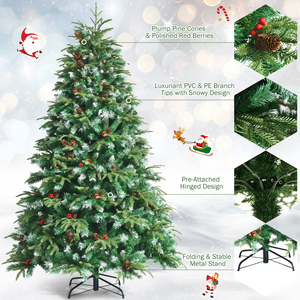 Plump Pine Cones
& Polished Red Berries
Luxuriant PVC & PE Branch
Tips with Snowy Design
Pre-Attached
Hinged Design
Folding & Stable
Metal Stand